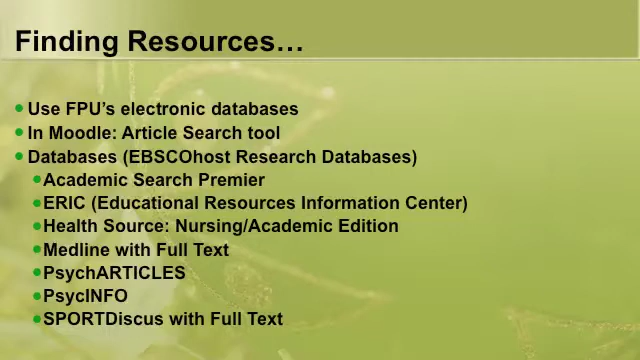 Finding Resources…
Use FPU's electronic databases
In Moodle: Article Search tool
Databases (EBSCOhost Research Databases)
Academic Search Premier
ERIC (Educational Resources Information Center)
Health Source: Nursing/Academic Edition
Medline with Full Text
PsychARTICLES
PsycINFO
SPORTDiscus with Full Text